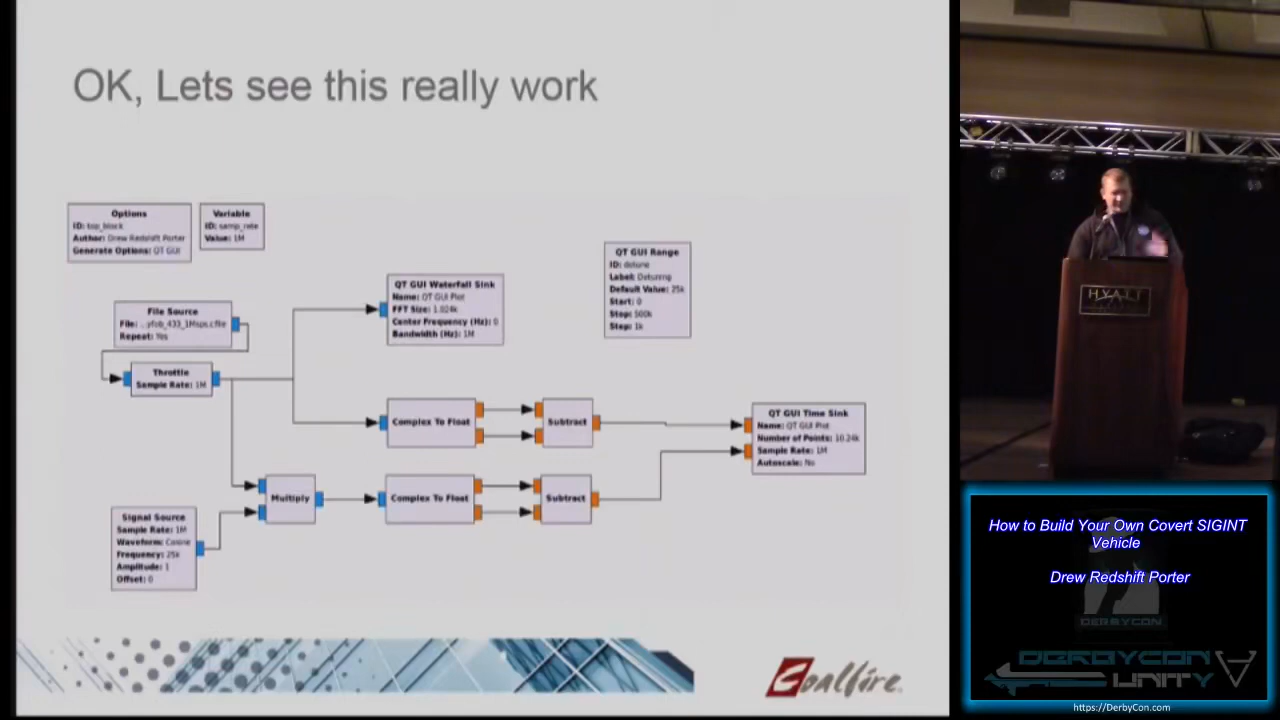 OK, Lets see this really work
Options
ID: top_block
Author: Drew Redshift Porter
Generate Options: QT GUI
Variable
ID: samp_rate
Value: 1M
QT GUI Range
ID: detune
Label: Detuning
Default Value: 25k
Start: 0
Stop: 500k
Step: 1k
QT GUI Waterfall Sink
Name: QT GUI Plot
FFT Size: 1.024k
Center Frequency (Hz): 0
Bandwidth (Hz): 1M
File Source
File: ...yfob_433_1Msps.cfile
Repeat: Yes
Throttle
Sample Rate: 1M
Complex To Float
Subtract
QT GUI Time Sink
Name: QT GUI Plot
Number of Points: 10.24k
Sample Rate: 1M
Autoscale: No
Multiply
Complex To Float
Subtract
Signal Source
Sample Rate: 1M
Waveform: Cosine
Frequency: 25k
Amplitude: 1
Offset: 0
Coalfire
HYATT
How to Build Your Own Covert SIGINT
Vehicle
Drew Redshift Porter
DERBYCON
DERBYCON
UNITY
https://DerbyCon.com